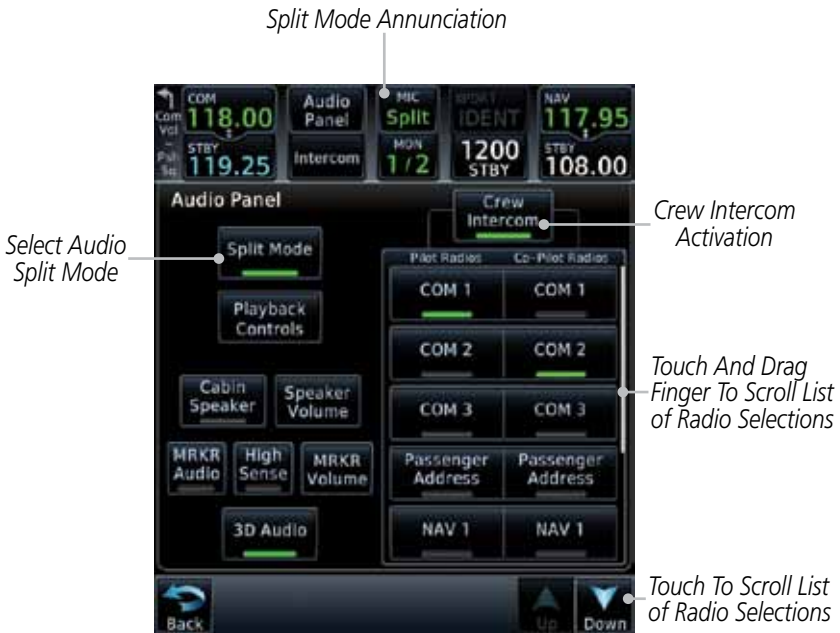 Split Mode Annunciation
COM
118.00
Audio
Panel
MIC
Split
XPDR1
IDENT
NAV
117.95
Com
Vol
Psh
Sq
STBY
119.25
Intercom
MON
1/2
1200
STBY
STBY
108.00
Audio Panel
Crew
Intercom
Crew Intercom
Activation
Select Audio
Split Mode
Split Mode
Pilot Radios
Co-Pilot Radios
COM 1
COM 1
Playback
Controls
COM 2
COM 2
Touch And Drag
Finger To Scroll List
of Radio Selections
Cabin
Speaker
Speaker
Volume
COM 3
COM 3
MRKR
Audio
High
Sense
MRKR
Volume
Passenger
Address
Passenger
Address
3D Audio
NAV 1
NAV 1
Back
Up
Down
Touch To Scroll List
of Radio Selections